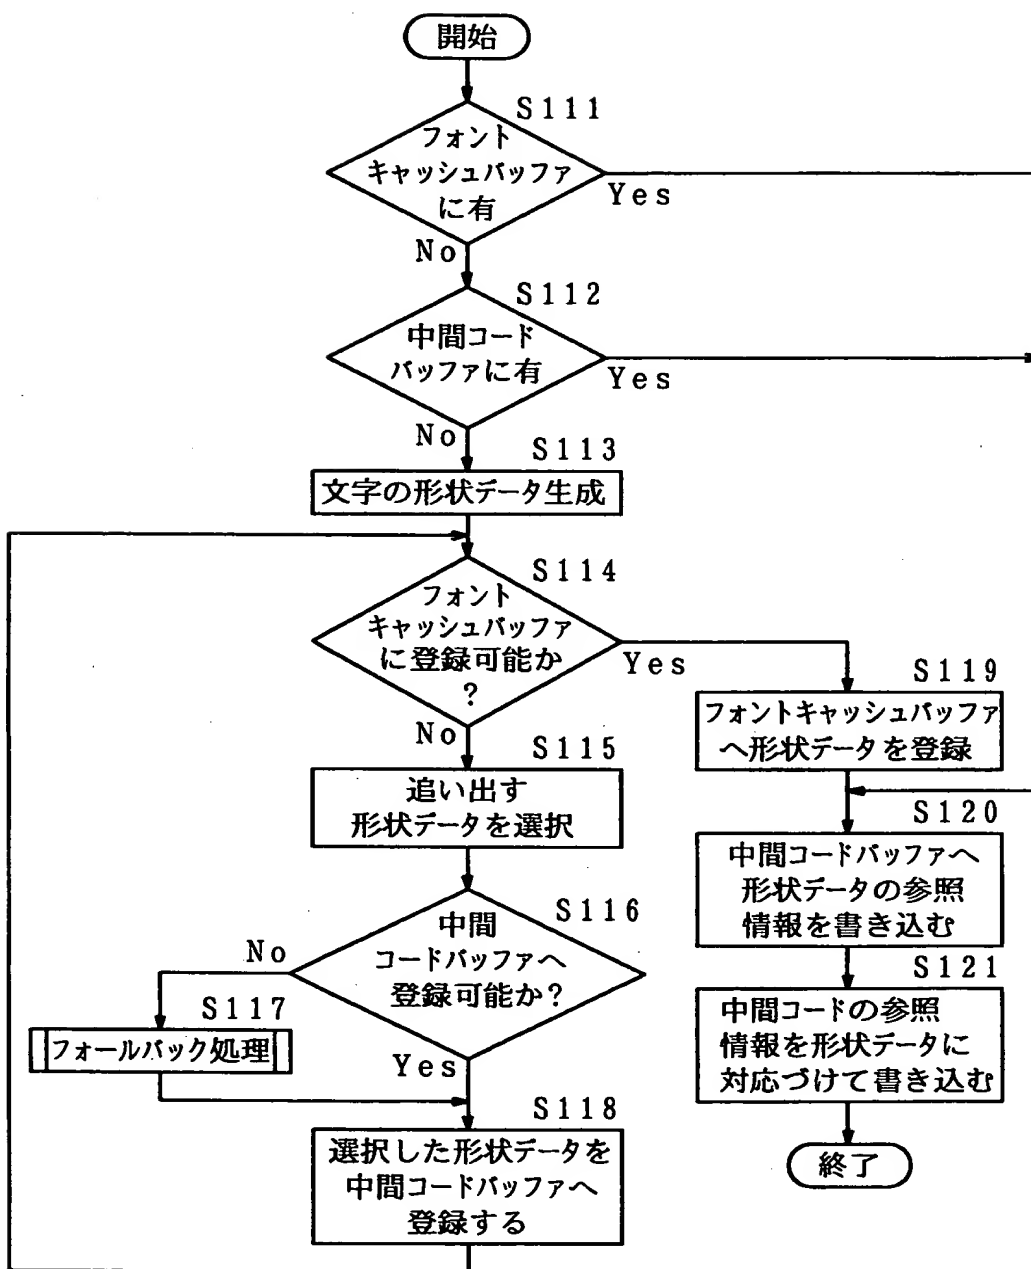 開始
S111
フォント
キャッシュバッファ
に有
Yes
No
S112
中間コード
バッファに有
Yes
No
S113
文字の形状データ生成
S114
フォント
キャッシュバッファ
に登録可能か
?
Yes
No
S115
追い出す
形状データを選択
S116
中間
コードバッファへ
登録可能か?
No
S117
フォールバック処理
Yes
S118
選択した形状データを
中間コードバッファへ
登録する
S119
フォントキャッシュバッファ
へ形状データを登録
S120
中間コードバッファへ
形状データの参照
情報を書き込む
S121
中間コードの参照
情報を形状データに
対応づけて書き込む
終了